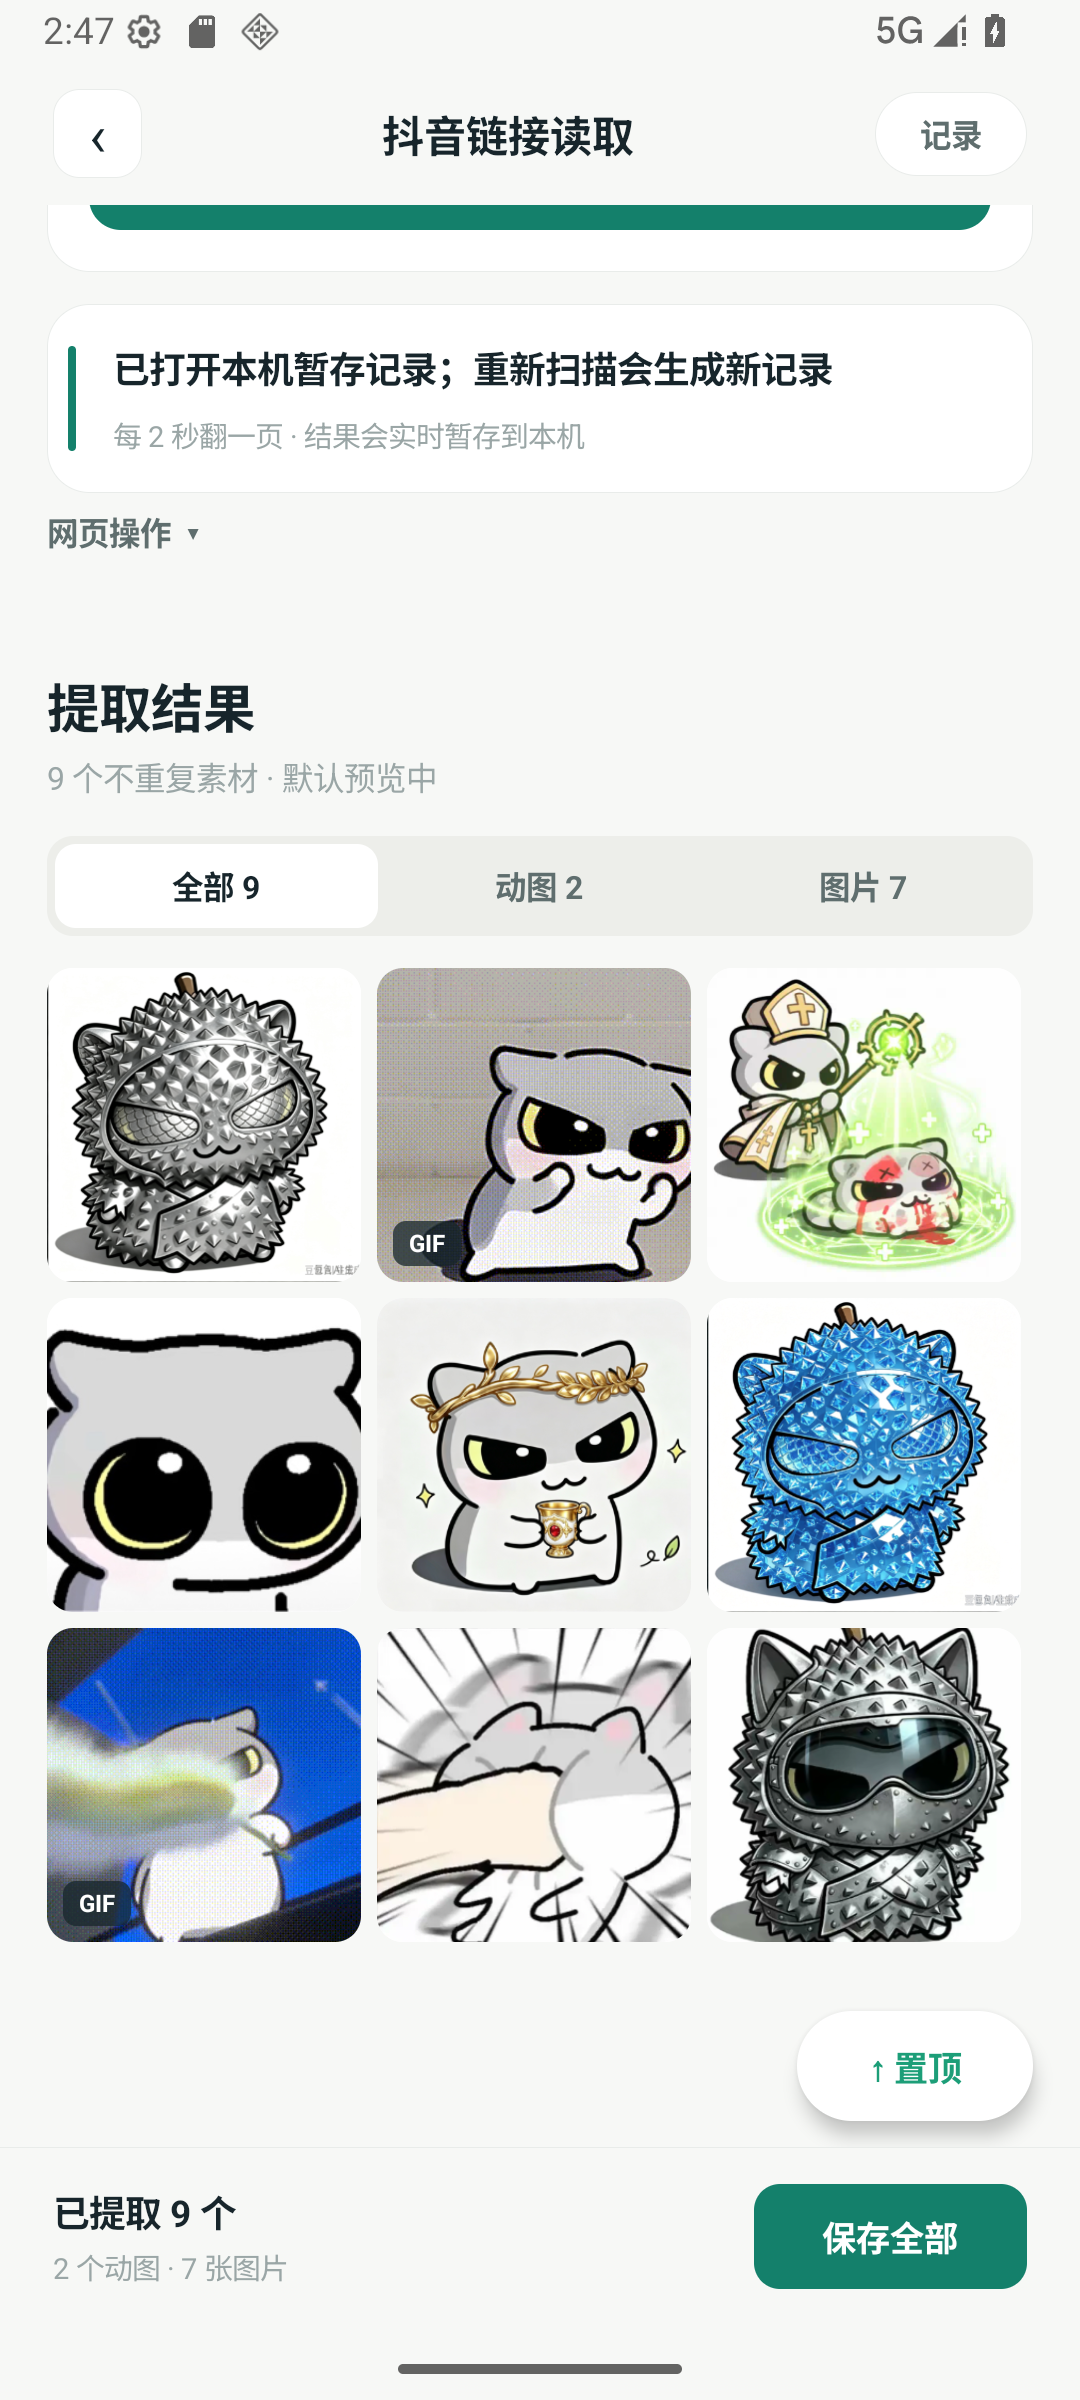 2:47
5G
‹
抖音链接读取
记录
已打开本机暂存记录；重新扫描会生成新记录
每 2 秒翻一页 · 结果会实时暂存到本机
网页操作 ▼
提取结果
9 个不重复素材 · 默认预览中
全部 9
动图 2
图片 7
GIF
GIF
↑ 置顶
已提取 9 个
2 个动图 · 7 张图片
保存全部